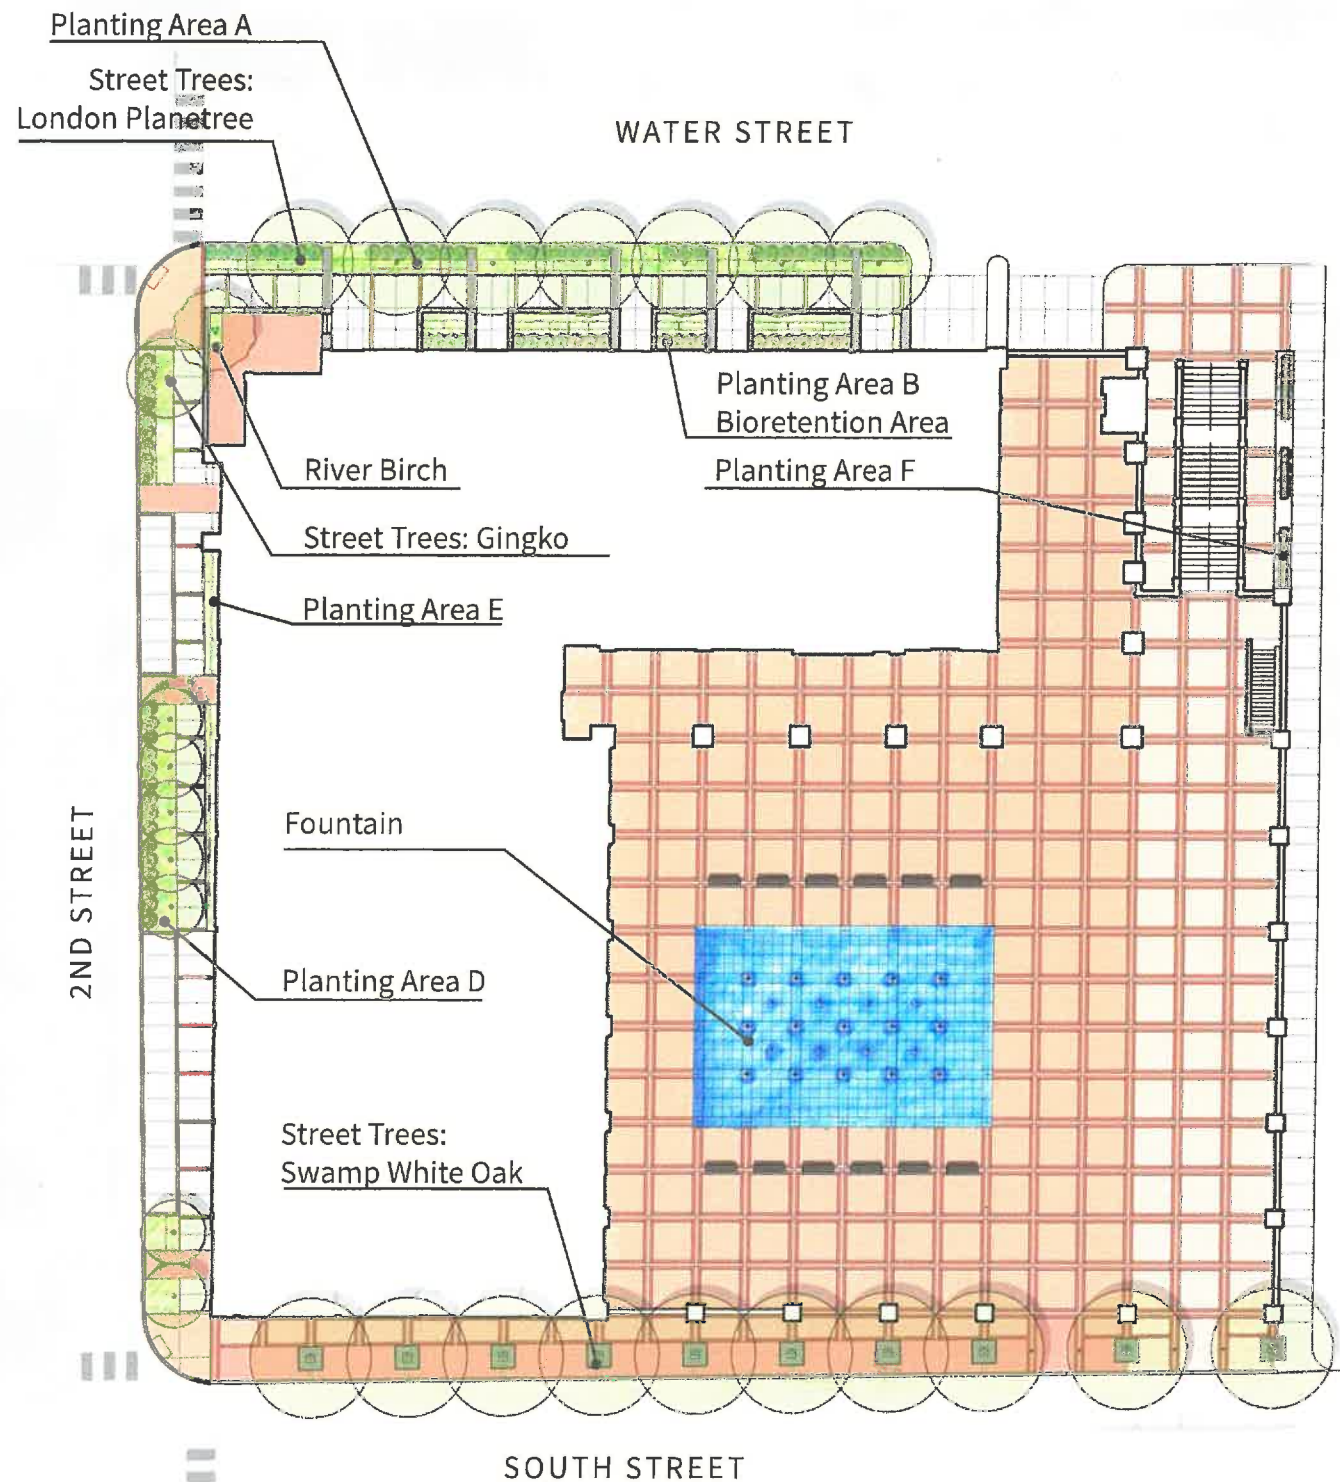 Planting Area A
Street Trees:
London Planetree
WATER STREET
Planting Area B
Bioretention Area
River Birch
Planting Area F
Street Trees: Gingko
Planting Area E
Fountain
2ND STREET
Planting Area D
Street Trees:
Swamp White Oak
SOUTH STREET